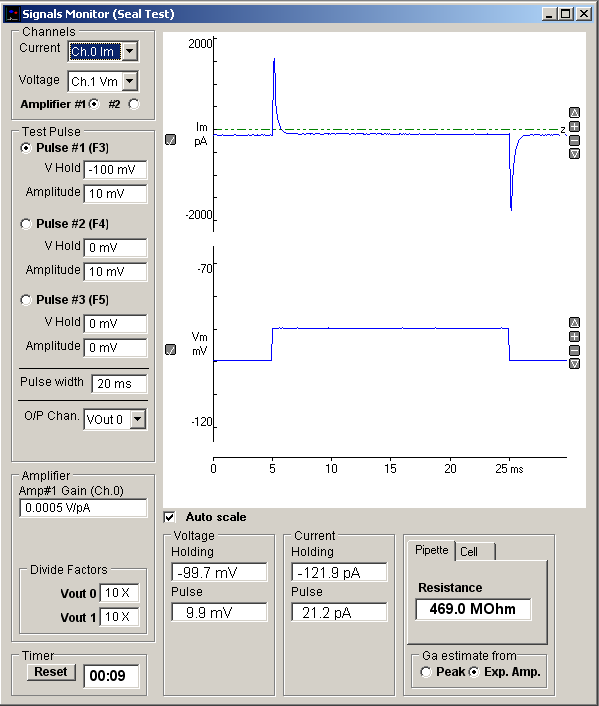 Signals Monitor (Seal Test)
Channels
Current Ch.0 Im
Voltage Ch.1 Vm
Amplifier #1 #2
Test Pulse
Pulse #1 (F3)
V Hold -100 mV
Amplitude 10 mV
Pulse #2 (F4)
V Hold 0 mV
Amplitude 10 mV
Pulse #3 (F5)
V Hold 0 mV
Amplitude 0 mV
Pulse width 20 ms
O/P Chan. VOut 0
Amplifier
Amp#1 Gain (Ch.0)
0.0005 V/pA
Divide Factors
Vout 0 10 X
Vout 1 10 X
Timer
Reset 00:09
2000
Im
pA
z
-2000
-70
Vm
mV
-120
0 5 10 15 20 25 ms
Auto scale
Voltage
Holding
-99.7 mV
Pulse
9.9 mV
Current
Holding
-121.9 pA
Pulse
21.2 pA
Pipette Cell
Resistance
469.0 MOhm
Ga estimate from
Peak Exp. Amp.